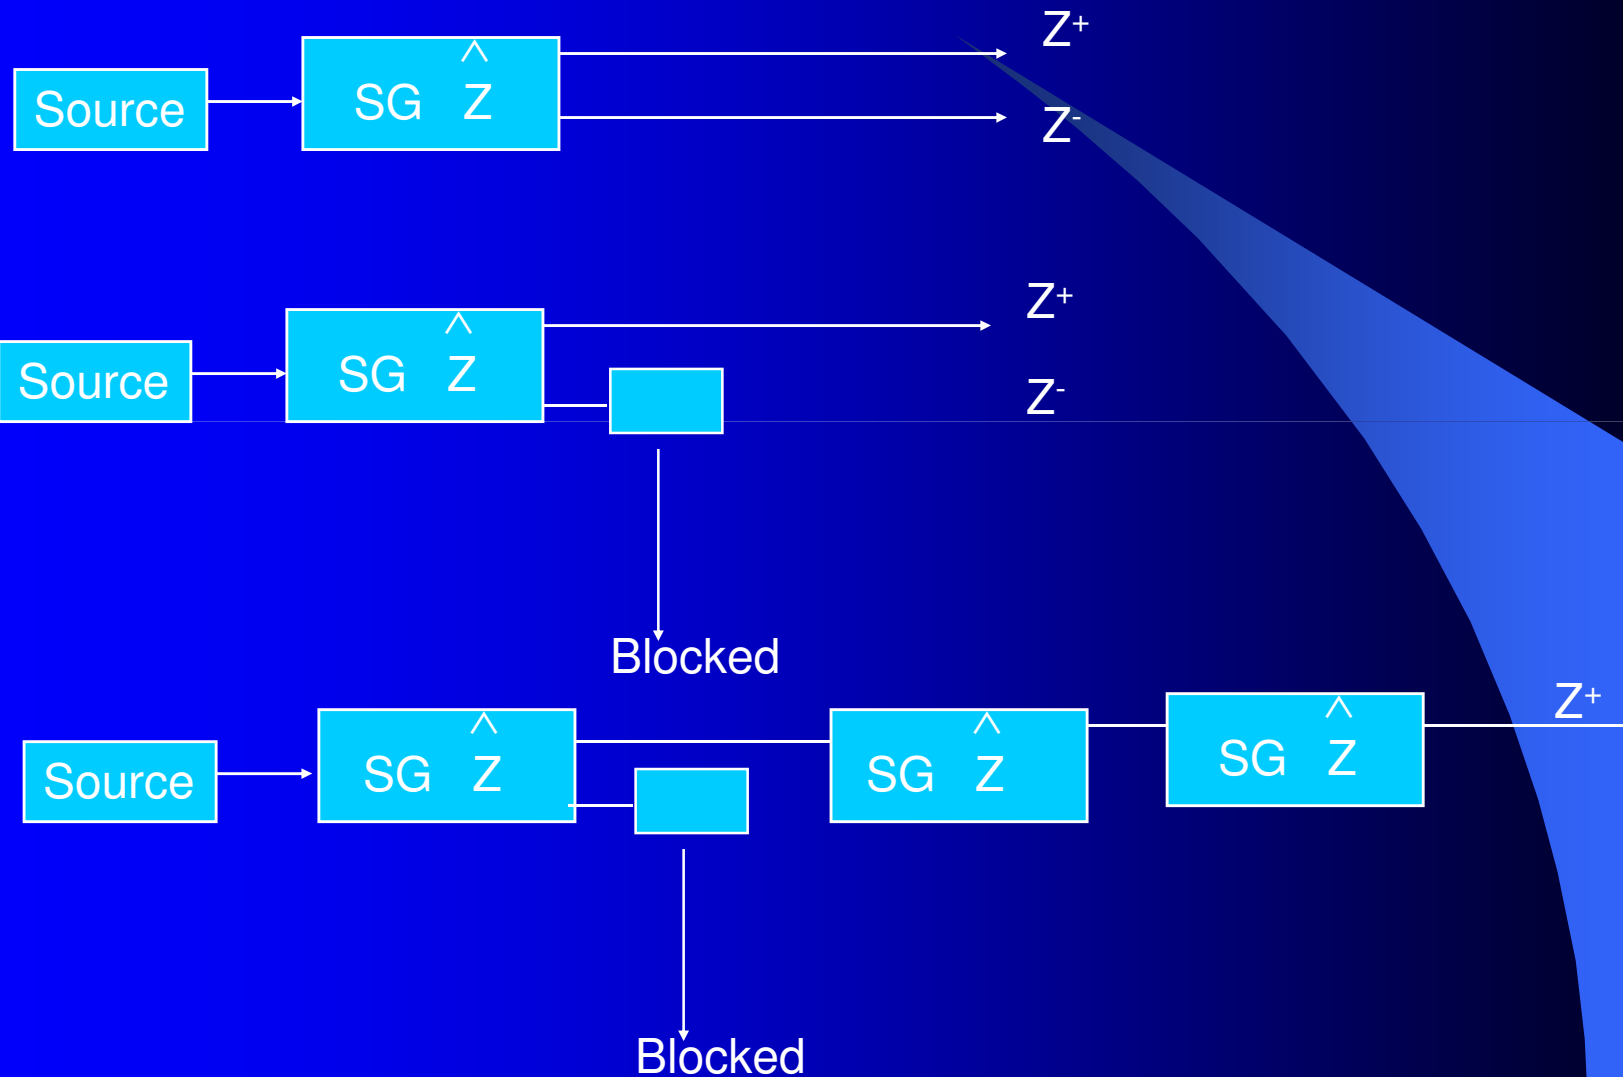 Z⁺
Source SG Ẑ
Z⁻
Z⁺
Source SG Ẑ
Z⁻
Blocked
Z⁺
Source SG Ẑ SG Ẑ SG Ẑ
Blocked